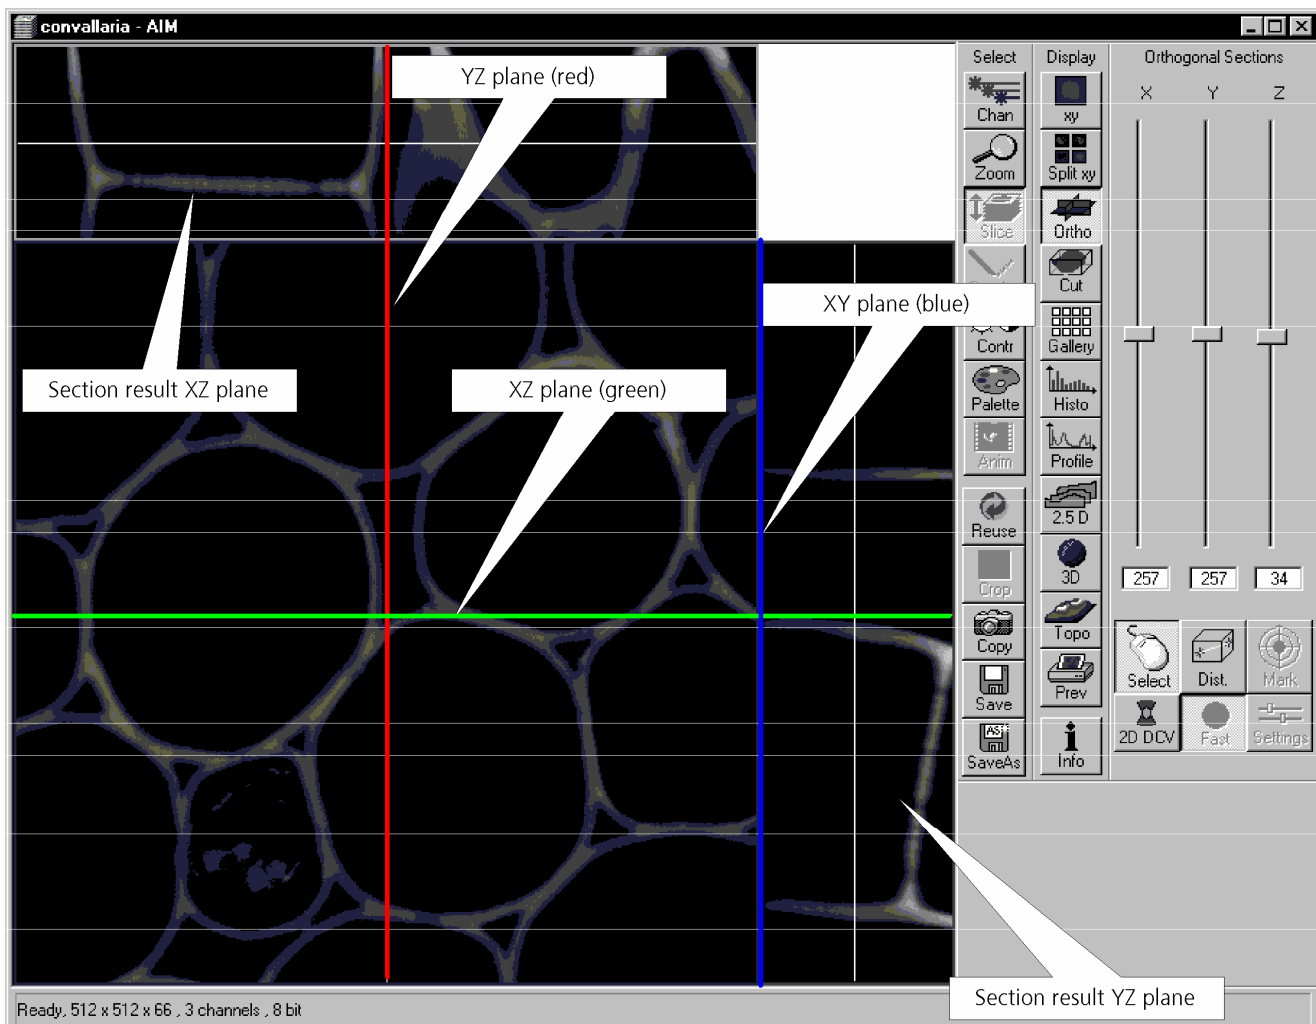 convallaria - AIM
YZ plane (red)
XY plane (blue)
Section result XZ plane
XZ plane (green)
Section result YZ plane
Select
Chan
Zoom
Slice
Contr
Palette
Anim
Reuse
Crop
Copy
Save
AS
SaveAs
Display
xy
Split xy
Ortho
Cut
Gallery
Histo
Profile
2.5 D
3D
Topo
Prev
Info
Orthogonal Sections
X Y Z
257 257 34
Select Dist. Mark
2D DCV Fast Settings
Ready, 512 x 512 x 66 , 3 channels , 8 bit